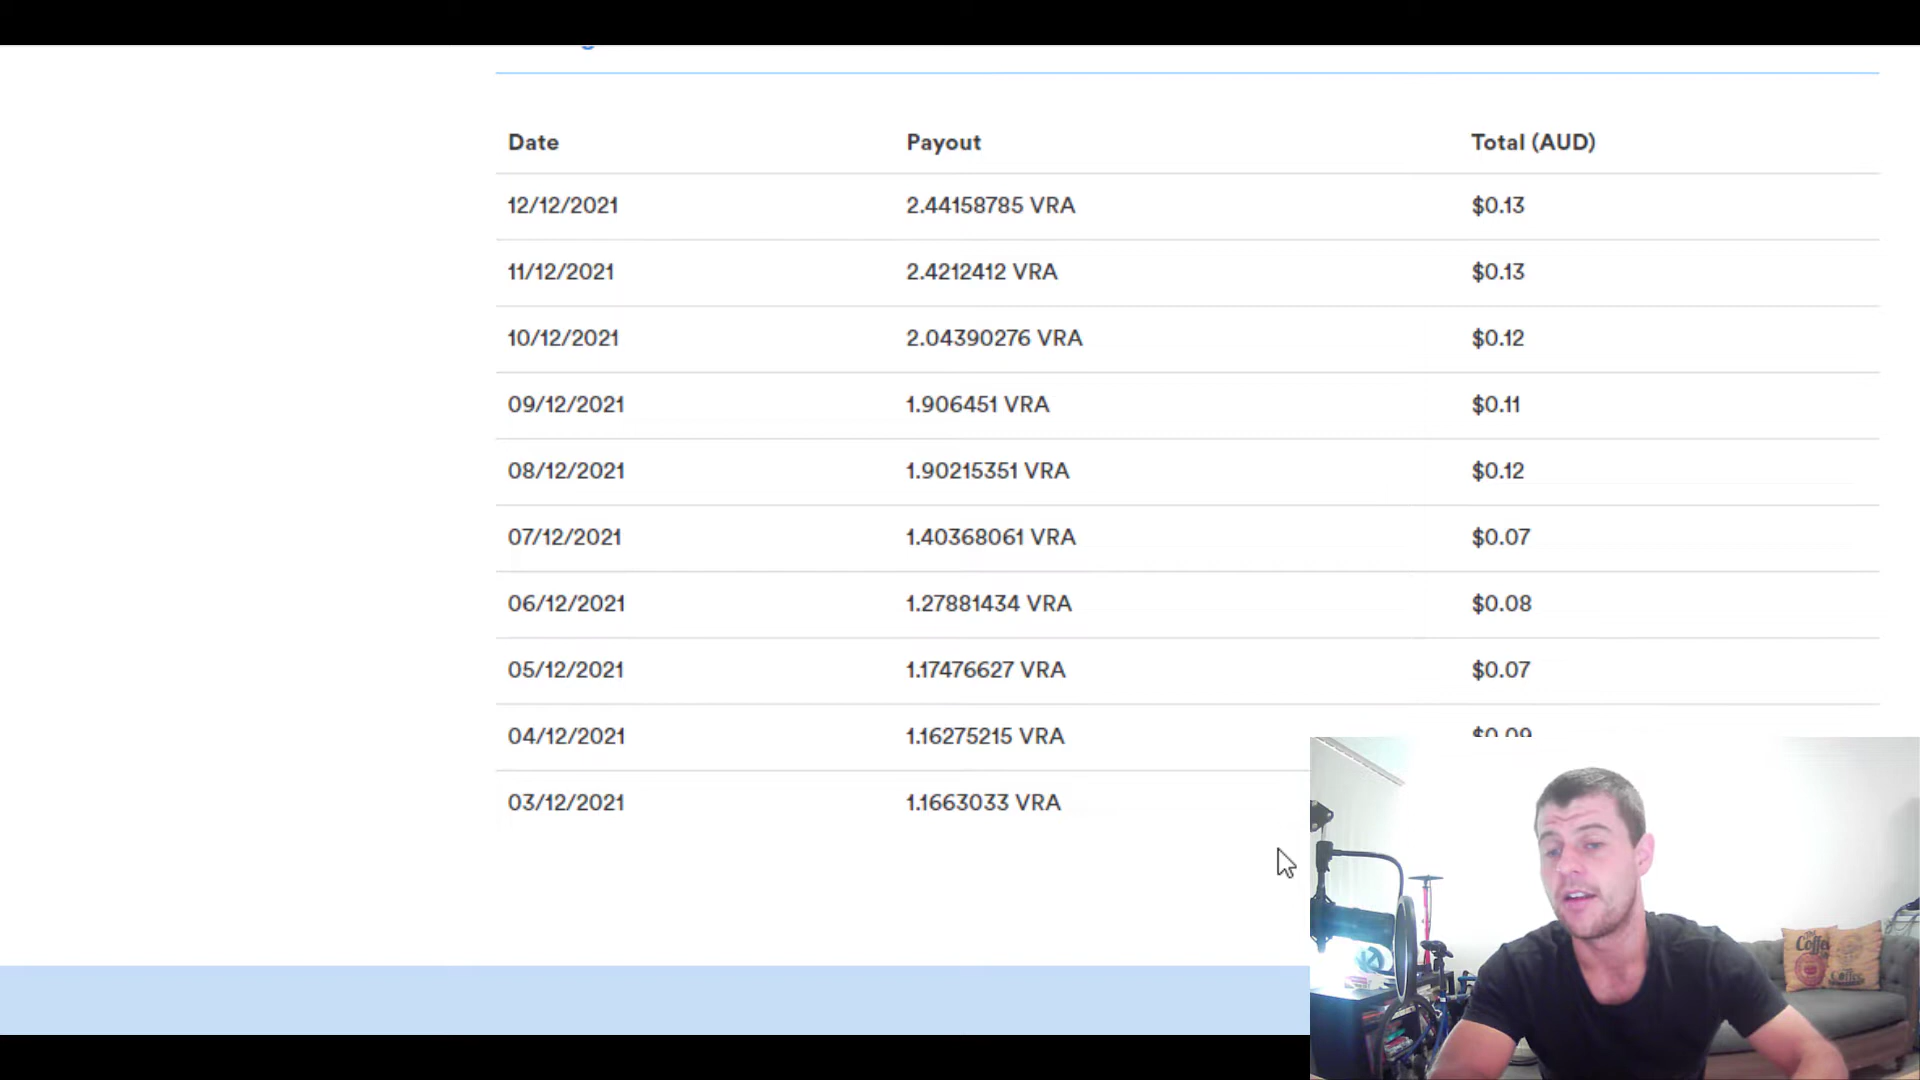 Date Payout Total (AUD)
12/12/2021 2.44158785 VRA $0.13
11/12/2021 2.4212412 VRA $0.13
10/12/2021 2.04390276 VRA $0.12
09/12/2021 1.906451 VRA $0.11
08/12/2021 1.90215351 VRA $0.12
07/12/2021 1.40368061 VRA $0.07
06/12/2021 1.27881434 VRA $0.08
05/12/2021 1.17476627 VRA $0.07
04/12/2021 1.16275215 VRA $0.09
03/12/2021 1.1663033 VRA
Coffee
Coffee